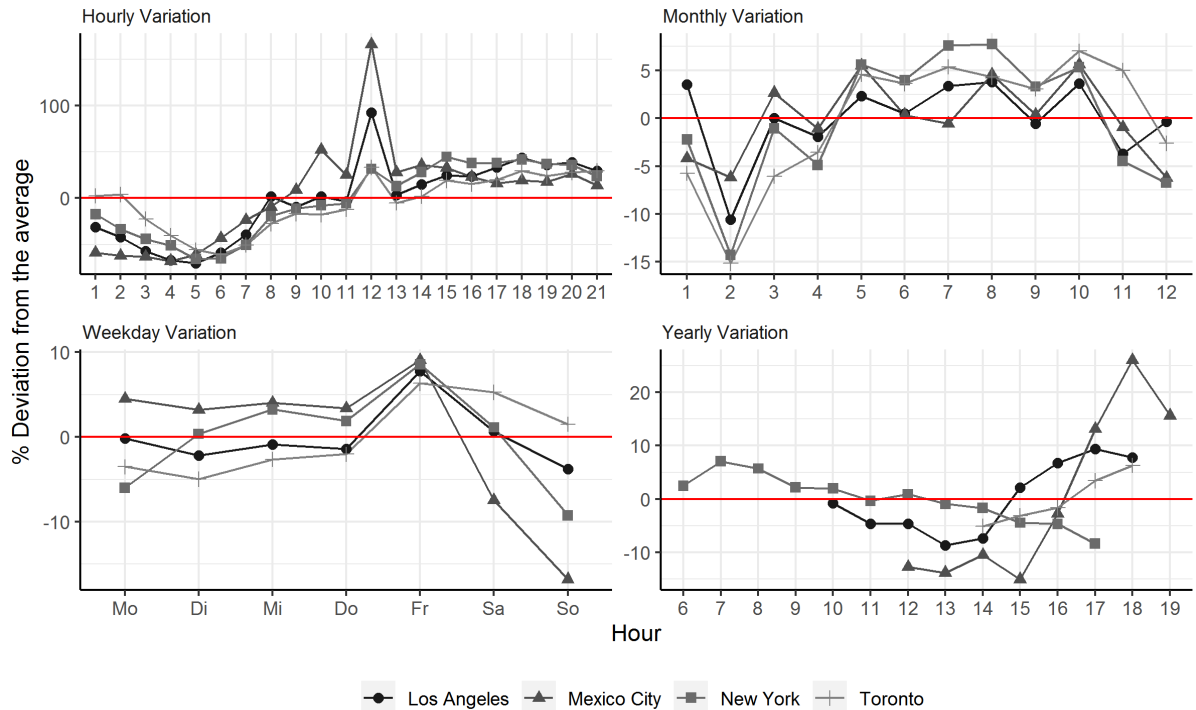 Hourly Variation
100
0
1 2 3 4 5 6 7 8 9 10 11 12 13 14 15 16 17 18 19 20 21
Monthly Variation
5
0
-5
-10
-15
1 2 3 4 5 6 7 8 9 10 11 12
% Deviation from the average
Weekday Variation
10
0
-10
Mo Di Mi Do Fr Sa So
Yearly Variation
20
10
0
-10
6 7 8 9 10 11 12 13 14 15 16 17 18 19
Hour
Los Angeles Mexico City New York Toronto